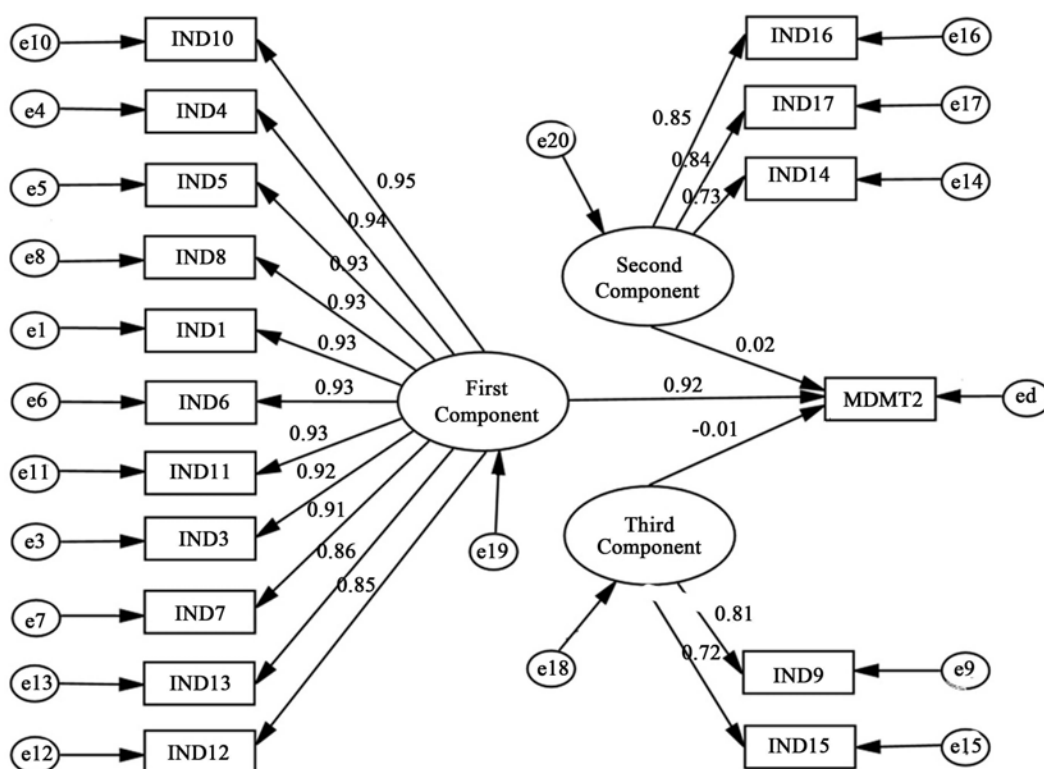 e10
IND10
e4
IND4
e5
IND5
e8
IND8
e1
IND1
e6
IND6
e11
IND11
e3
IND3
e7
IND7
e13
IND13
e12
IND12
0.95
0.94
0.93
0.93
0.93
0.93
0.93
0.92
0.91
0.86
0.85
First
Component
e19
0.92
IND16
e16
IND17
e17
IND14
e14
e20
0.85
0.84
0.73
Second
Component
0.02
MDMT2
ed
-0.01
Third
Component
e18
0.81
0.72
IND9
e9
IND15
e15